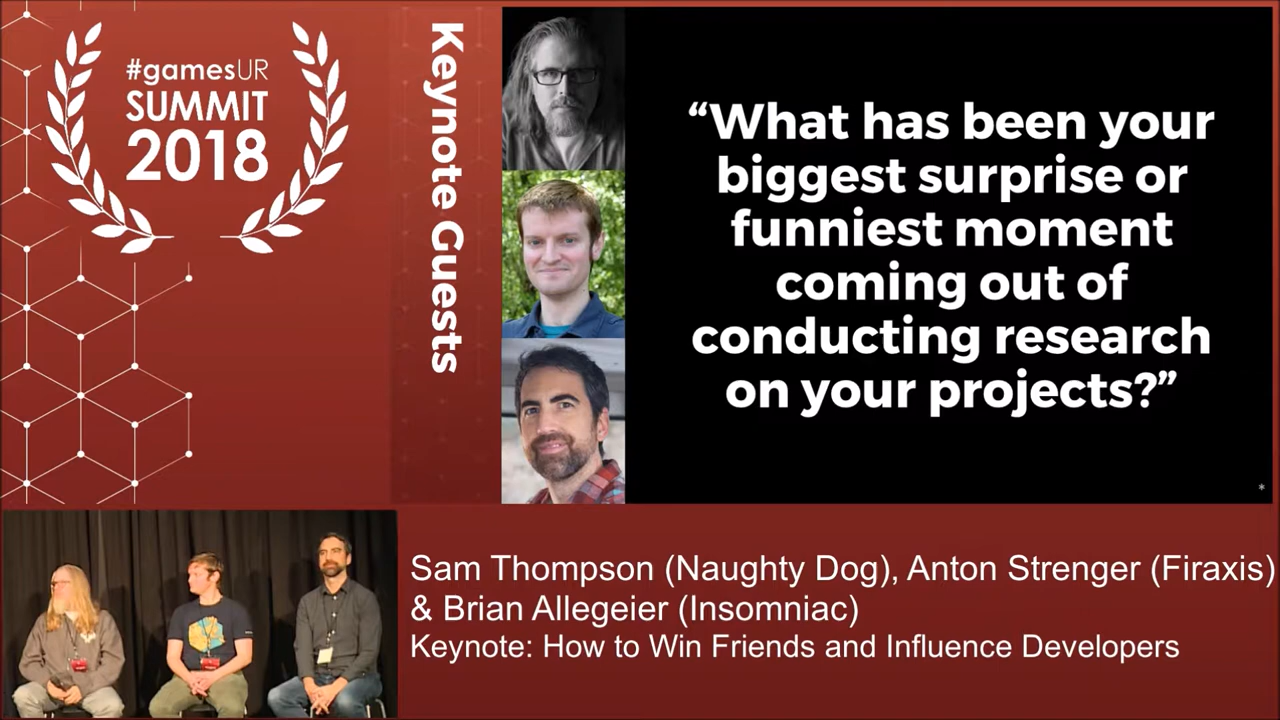 #gamesUR
SUMMIT
2018
Keynote Guests
“What has been your
biggest surprise or
funniest moment
coming out of
conducting research
on your projects?”
*
Sam Thompson (Naughty Dog), Anton Strenger (Firaxis)
& Brian Allegeier (Insomniac)
Keynote: How to Win Friends and Influence Developers